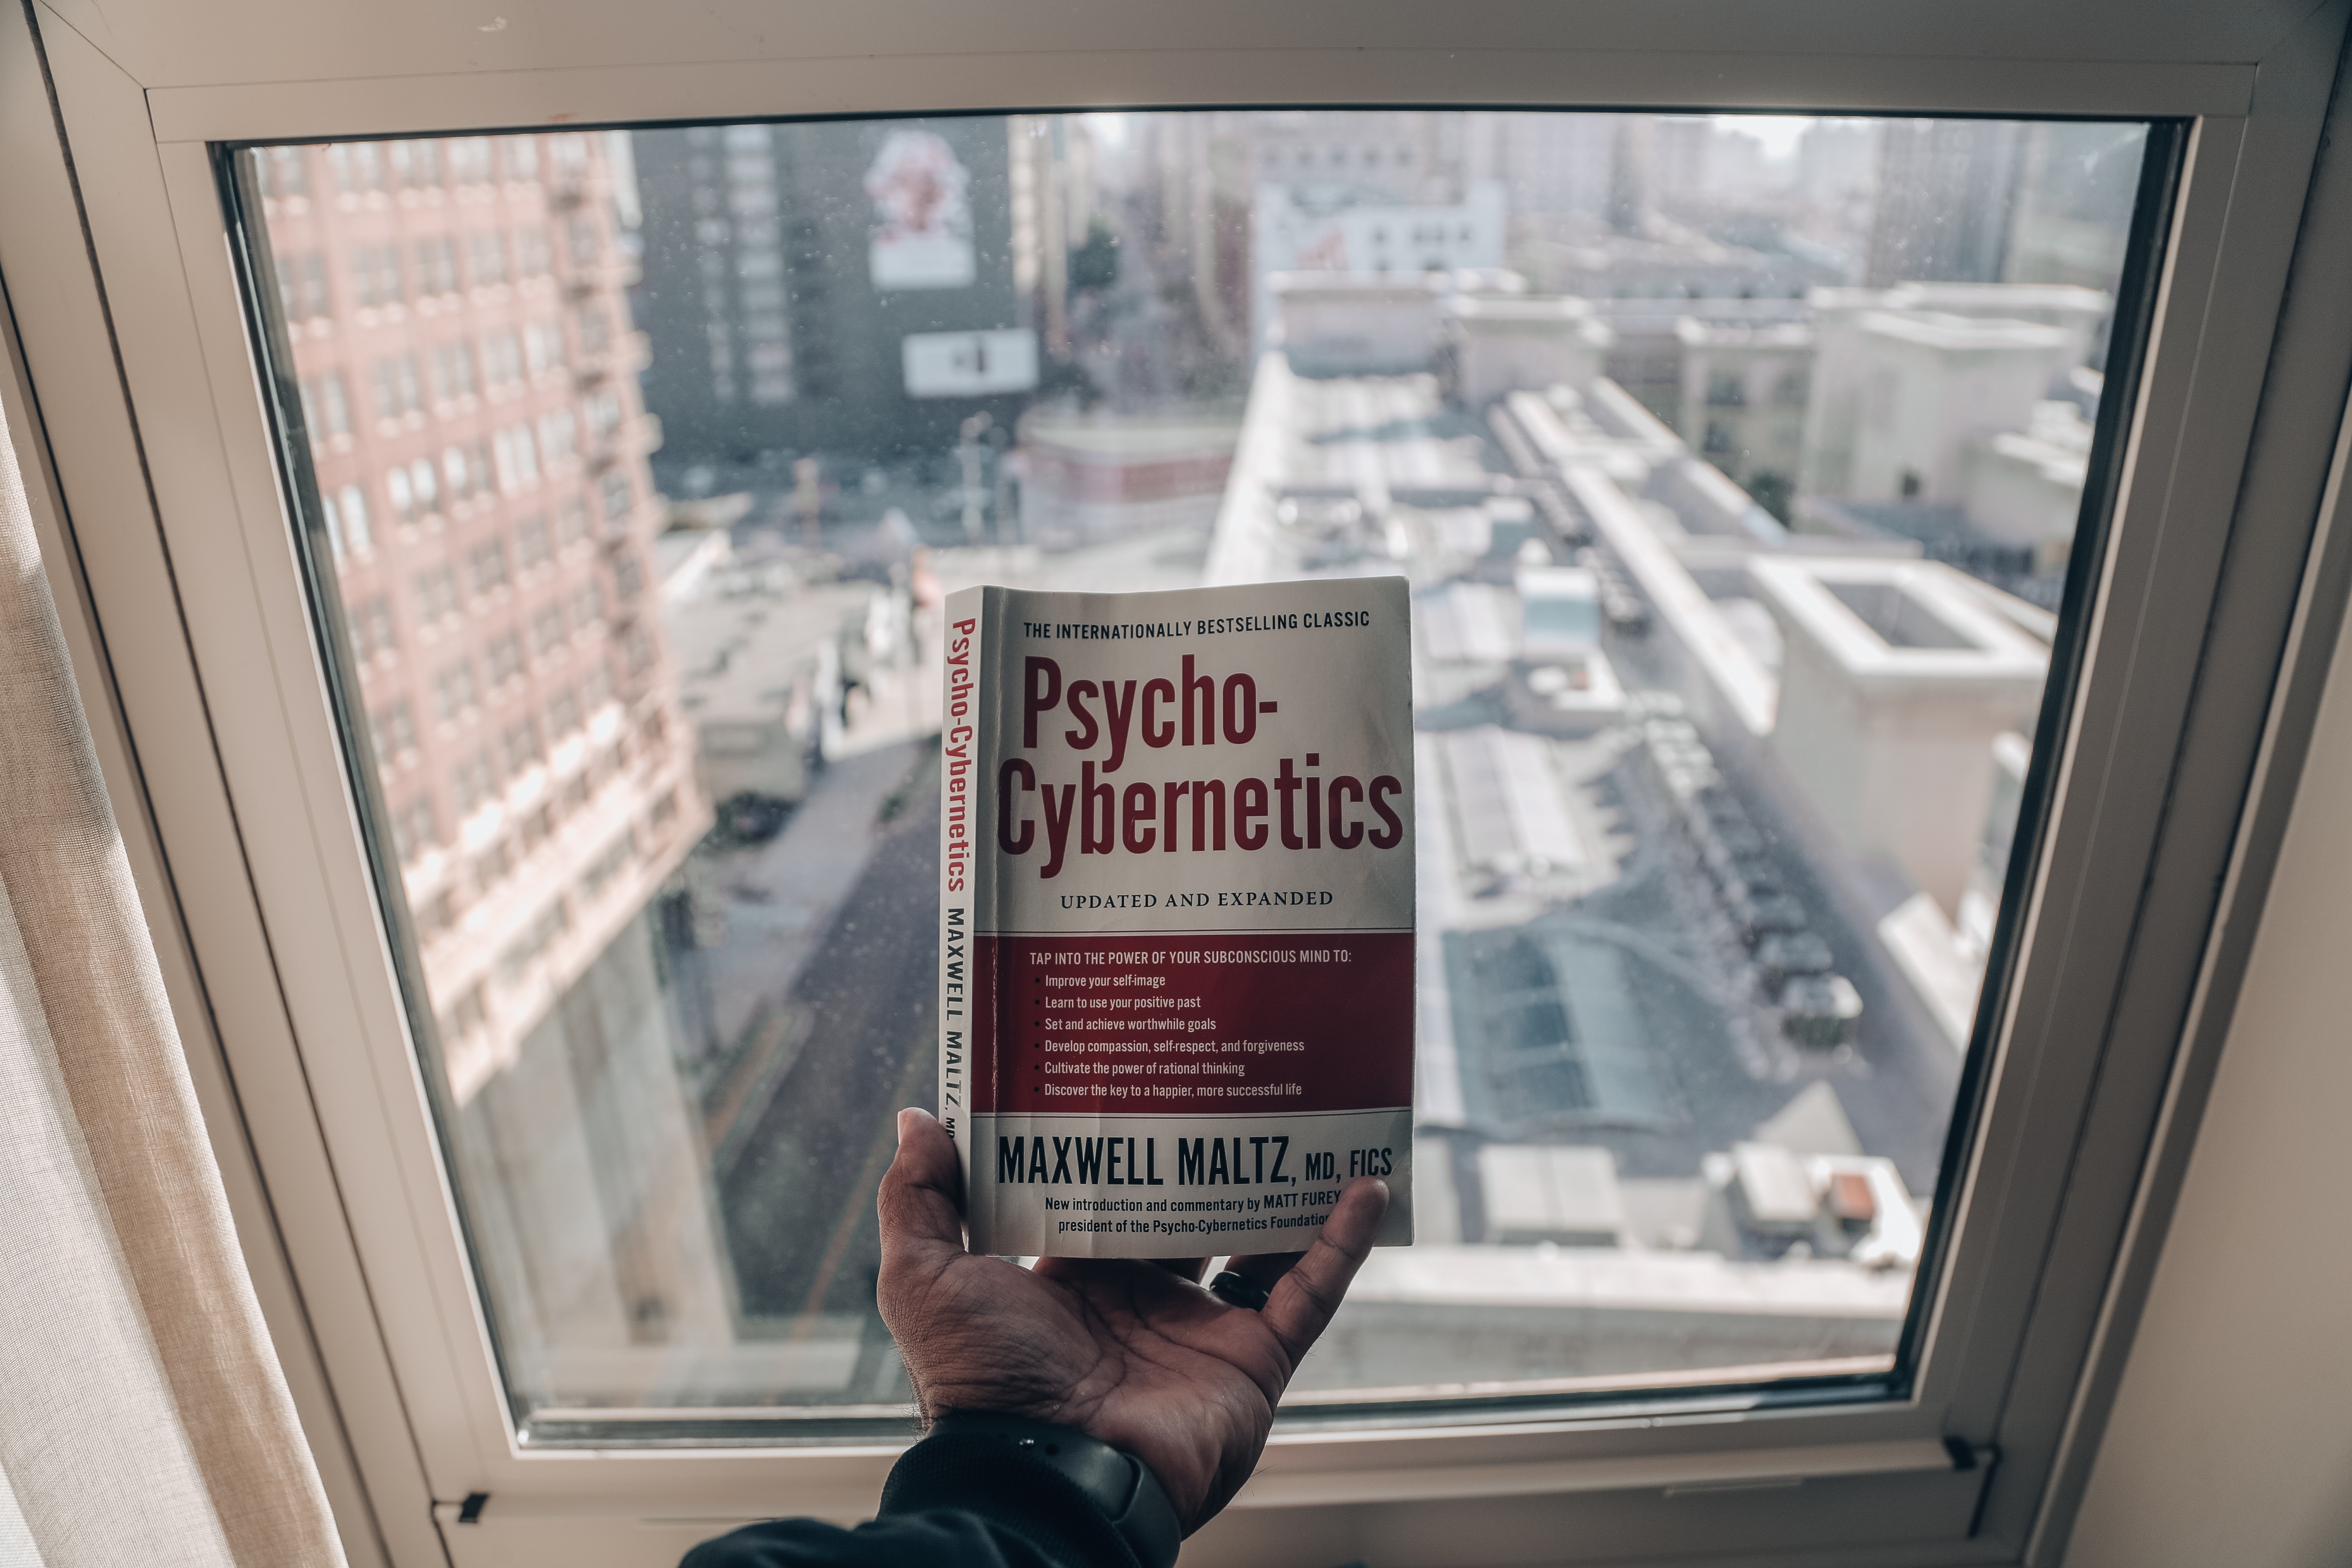 THE INTERNATIONALLY BESTSELLING CLASSIC
Psycho-
Cybernetics
UPDATED AND EXPANDED
TAP INTO THE POWER OF YOUR SUBCONSCIOUS MIND TO:
• Improve your self-image
• Learn to use your positive past
• Set and achieve worthwhile goals
• Develop compassion, self-respect, and forgiveness
• Cultivate the power of rational thinking
• Discover the key to a happier, more successful life
MAXWELL MALTZ, MD, FICS
New introduction and commentary by MATT FUREY
president of the Psycho-Cybernetics Foundation
Psycho-Cybernetics MAXWELL MALTZ, MD